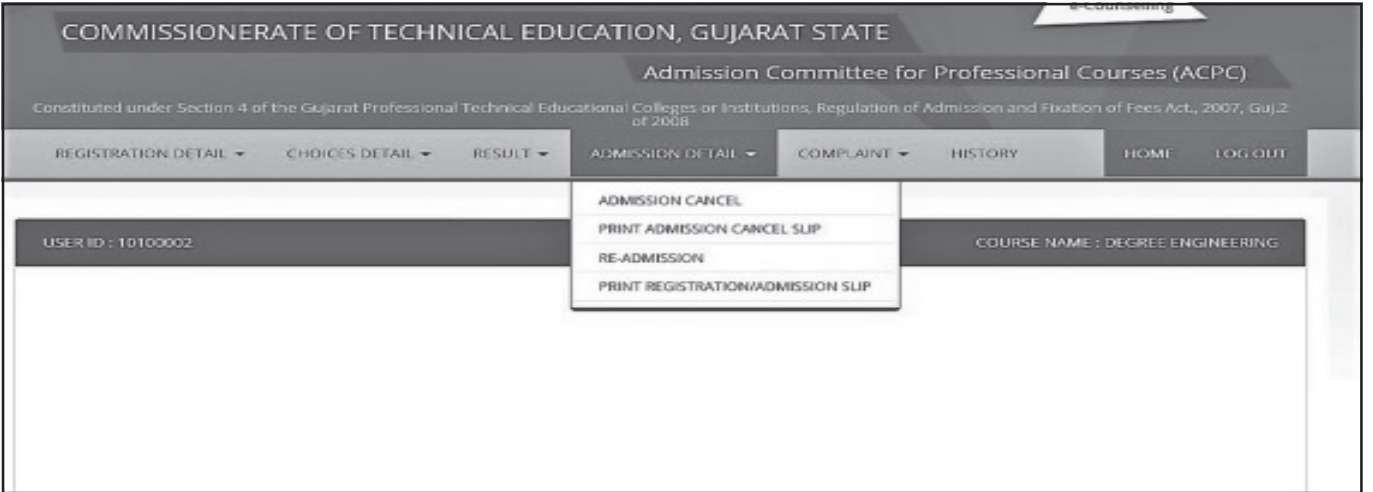 e-Counselling
COMMISSIONERATE OF TECHNICAL EDUCATION, GUJARAT STATE
Admission Committee for Professional Courses (ACPC)
Constituted under Section 4 of the Gujarat Professional Technical Educational Colleges or Institutions, Regulation of Admission and Fixation of Fees Act., 2007, Guj.2
of 2008
REGISTRATION DETAIL CHOICES DETAIL RESULT ADMISSION DETAIL COMPLAINT HISTORY HOME LOG OUT
ADMISSION CANCEL
PRINT ADMISSION CANCEL SLIP
RE-ADMISSION
PRINT REGISTRATION/ADMISSION SLIP
USER ID : 10100002 COURSE NAME : DEGREE ENGINEERING